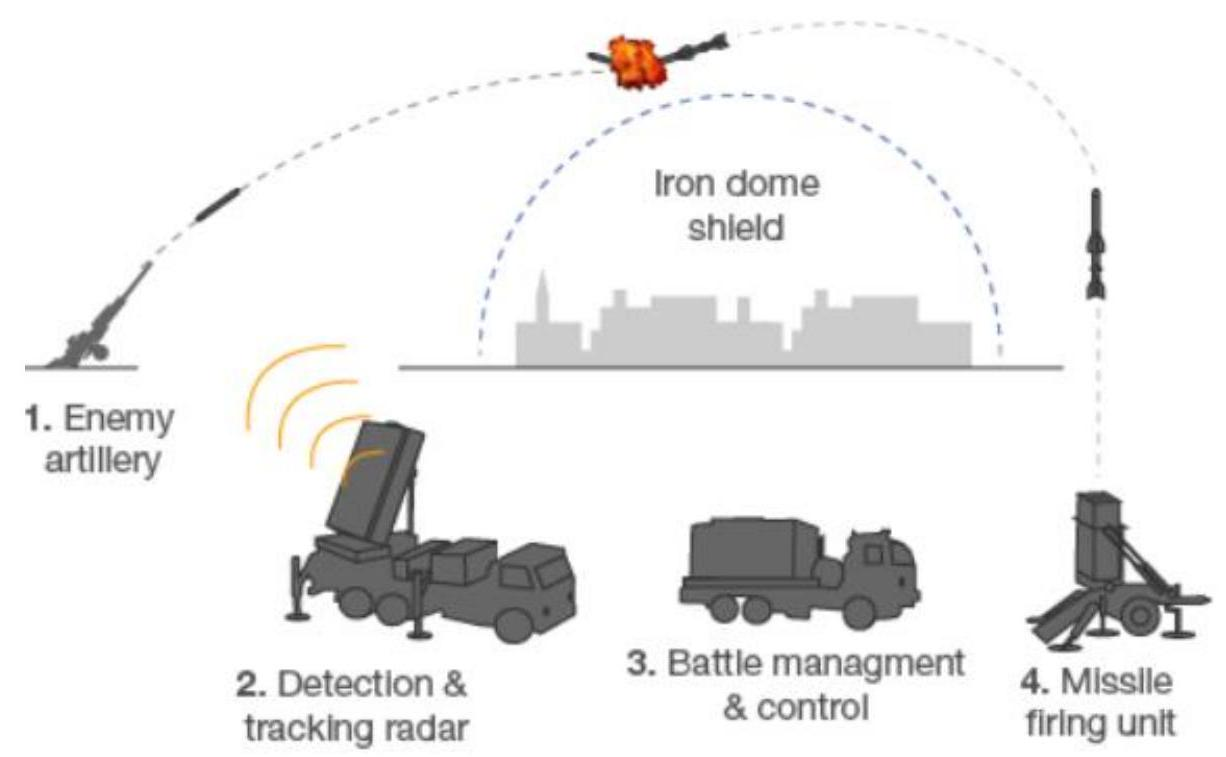 Iron dome
shield
1. Enemy
artillery
2. Detection &
tracking radar
3. Battle managment
& control
4. Missile
firing unit